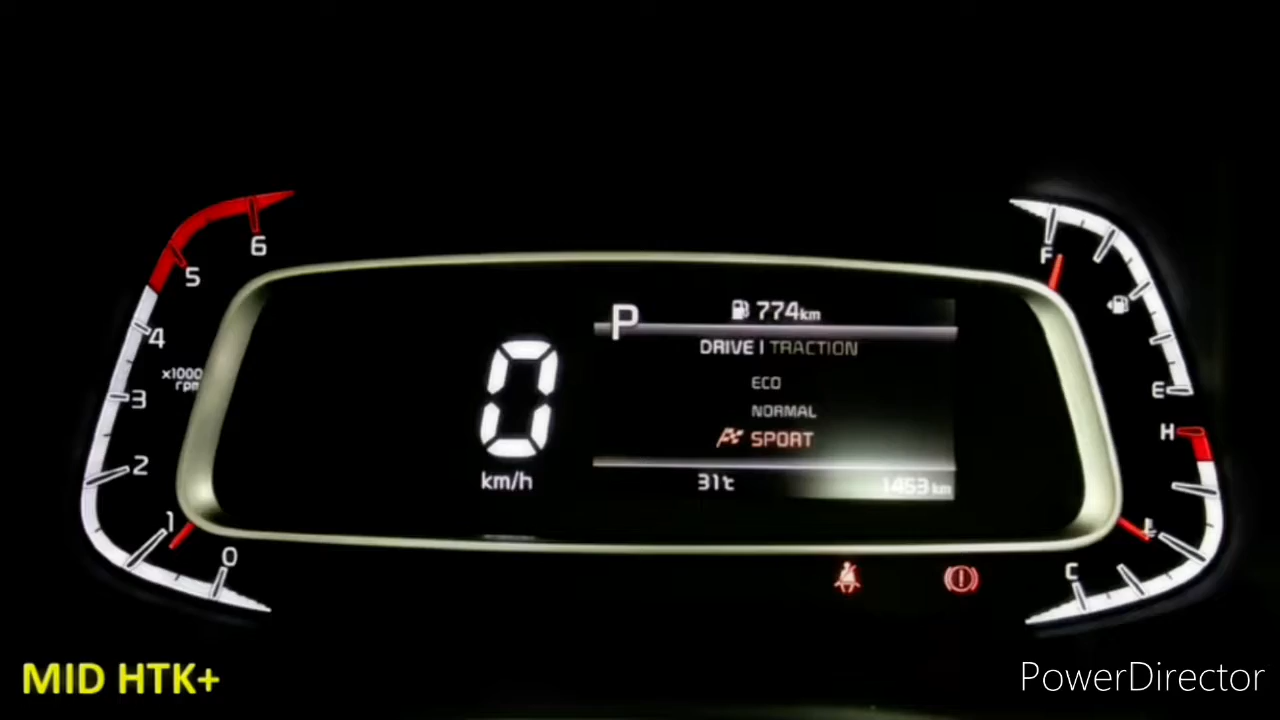 6
5
4
x1000
rpm
3
2
1
0
0
km/h
P
774km
DRIVE | TRACTION
ECO
NORMAL
SPORT
31℃
1453 km
F
E
H
C
MID HTK+
PowerDirector